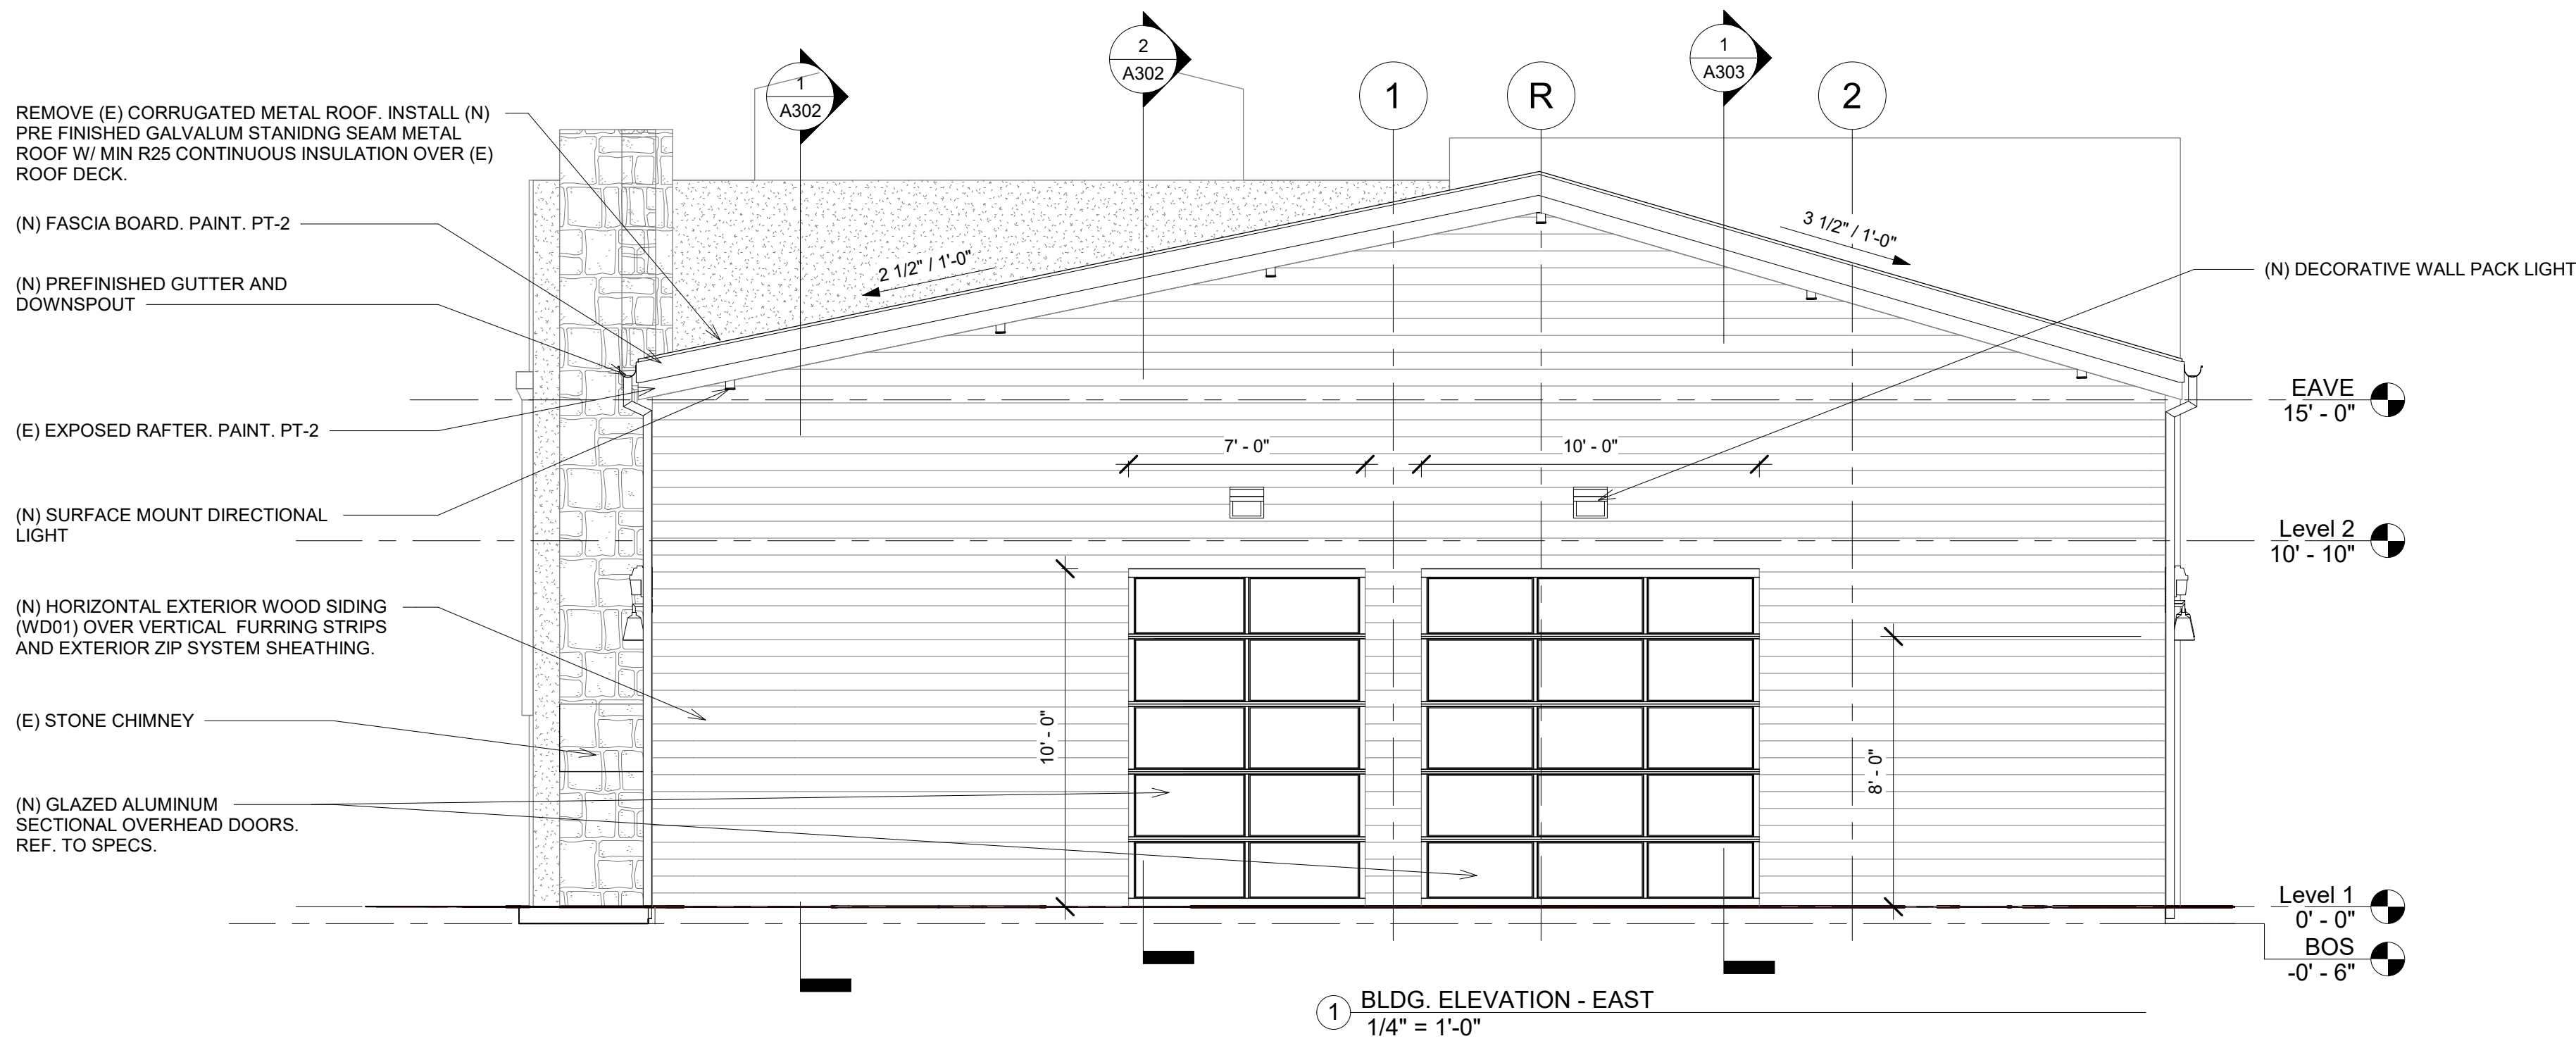 1
A302
2
A302
1
R
1
A303
2
REMOVE (E) CORRUGATED METAL ROOF. INSTALL (N)
PRE FINISHED GALVALUM STANIDNG SEAM METAL
ROOF W/ MIN R25 CONTINUOUS INSULATION OVER (E)
ROOF DECK.
(N) FASCIA BOARD. PAINT. PT-2
(N) PREFINISHED GUTTER AND
DOWNSPOUT
(E) EXPOSED RAFTER. PAINT. PT-2
(N) SURFACE MOUNT DIRECTIONAL
LIGHT
(N) HORIZONTAL EXTERIOR WOOD SIDING
(WD01) OVER VERTICAL  FURRING STRIPS
AND EXTERIOR ZIP SYSTEM SHEATHING.
(E) STONE CHIMNEY
(N) GLAZED ALUMINUM
SECTIONAL OVERHEAD DOORS.
REF. TO SPECS.
2 1/2" / 1'-0"
3 1/2" / 1'-0"
(N) DECORATIVE WALL PACK LIGHT
7' - 0"
10' - 0"
10' - 0"
8' - 0"
EAVE
15' - 0"
Level 2
10' - 10"
Level 1
0' - 0"
BOS
-0' - 6"
1
BLDG. ELEVATION - EAST
1/4" = 1'-0"